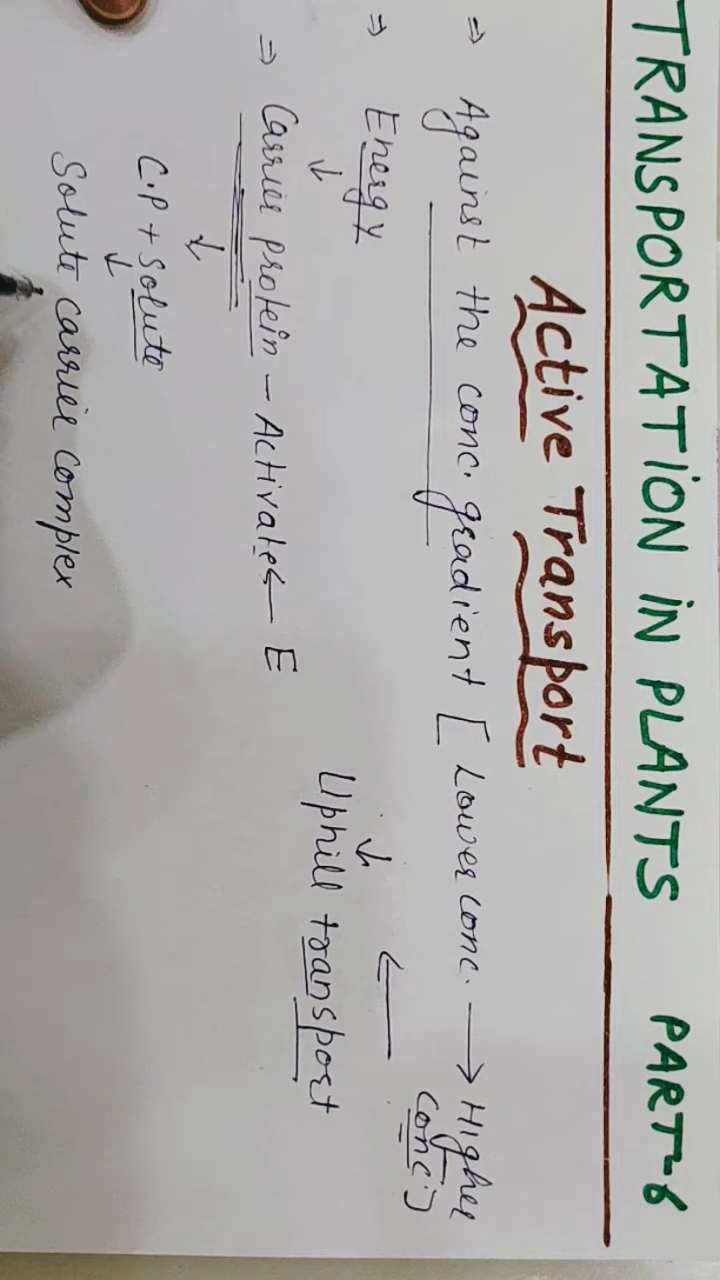 TRANSPORTATION IN PLANTS PART-6
Active Transport
⇒ Against the conc. gradient [Lower conc. → Higher conc.]
⇒ Energy
↓
↓
←
Uphill transport
⇒ Carrier protein - Activate ← E
↓
C.P + Solute
↓
Solute carrier complex